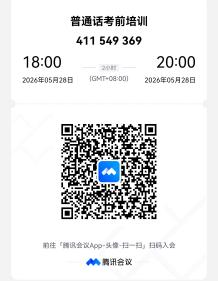 普通话考前培训
411 549 369
18:00 2小时 20:00
2026年05月28日 (GMT+08:00) 2026年05月28日
前往「腾讯会议App-头像-扫一扫」扫码入会
腾讯会议